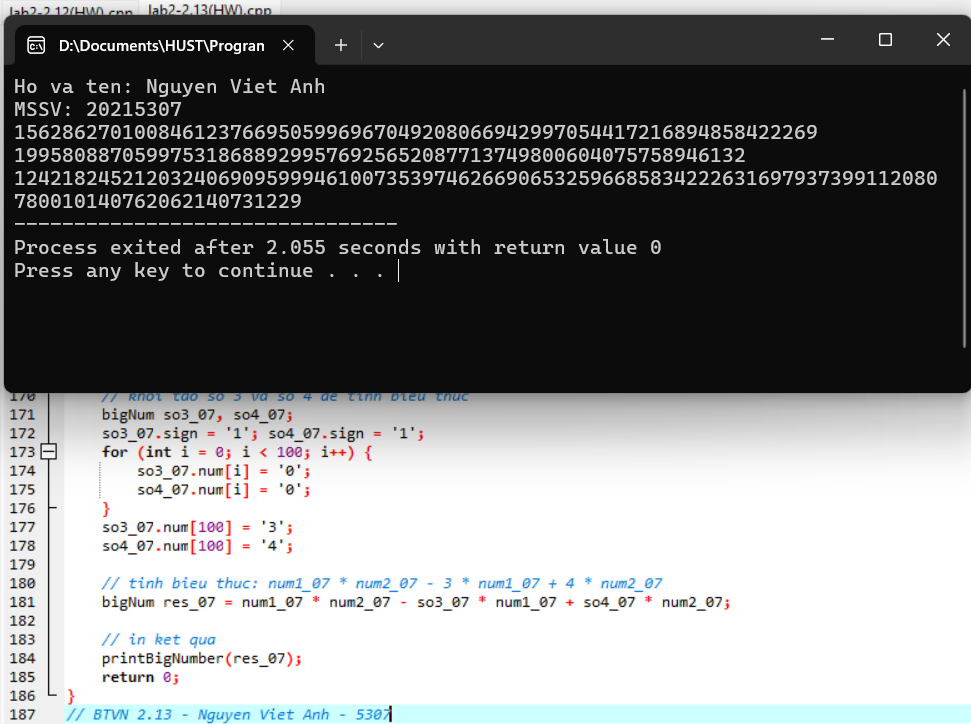 lab2-2.12(HW).cpp lab2-2.13(HW).cpp
D:\Documents\HUST\Progran
Ho va ten: Nguyen Viet Anh
MSSV: 20215307
15628627010084612376695059969670492080669429970544172168948584​22269
199580887059975318688929957692565208771374980060407575894​6132
12421824521203240690959994610073539746266906532596685834222631697937399112080
780010140762062140731229
--------------------------------
Process exited after 2.055 seconds with return value 0
Press any key to continue . . .
170 // khoi tao so 3 va so 4 de tinh bieu thuc
171 bigNum so3_07, so4_07;
172 so3_07.sign = '1'; so4_07.sign = '1';
173 for (int i = 0; i < 100; i++) {
174 so3_07.num[i] = '0';
175 so4_07.num[i] = '0';
176 }
177 so3_07.num[100] = '3';
178 so4_07.num[100] = '4';
179
180 // tinh bieu thuc: num1_07 * num2_07 - 3 * num1_07 + 4 * num2_07
181 bigNum res_07 = num1_07 * num2_07 - so3_07 * num1_07 + so4_07 * num2_07;
182
183 // in ket qua
184 printBigNumber(res_07);
185 return 0;
186 }
187 // BTVN 2.13 - Nguyen Viet Anh - 5307